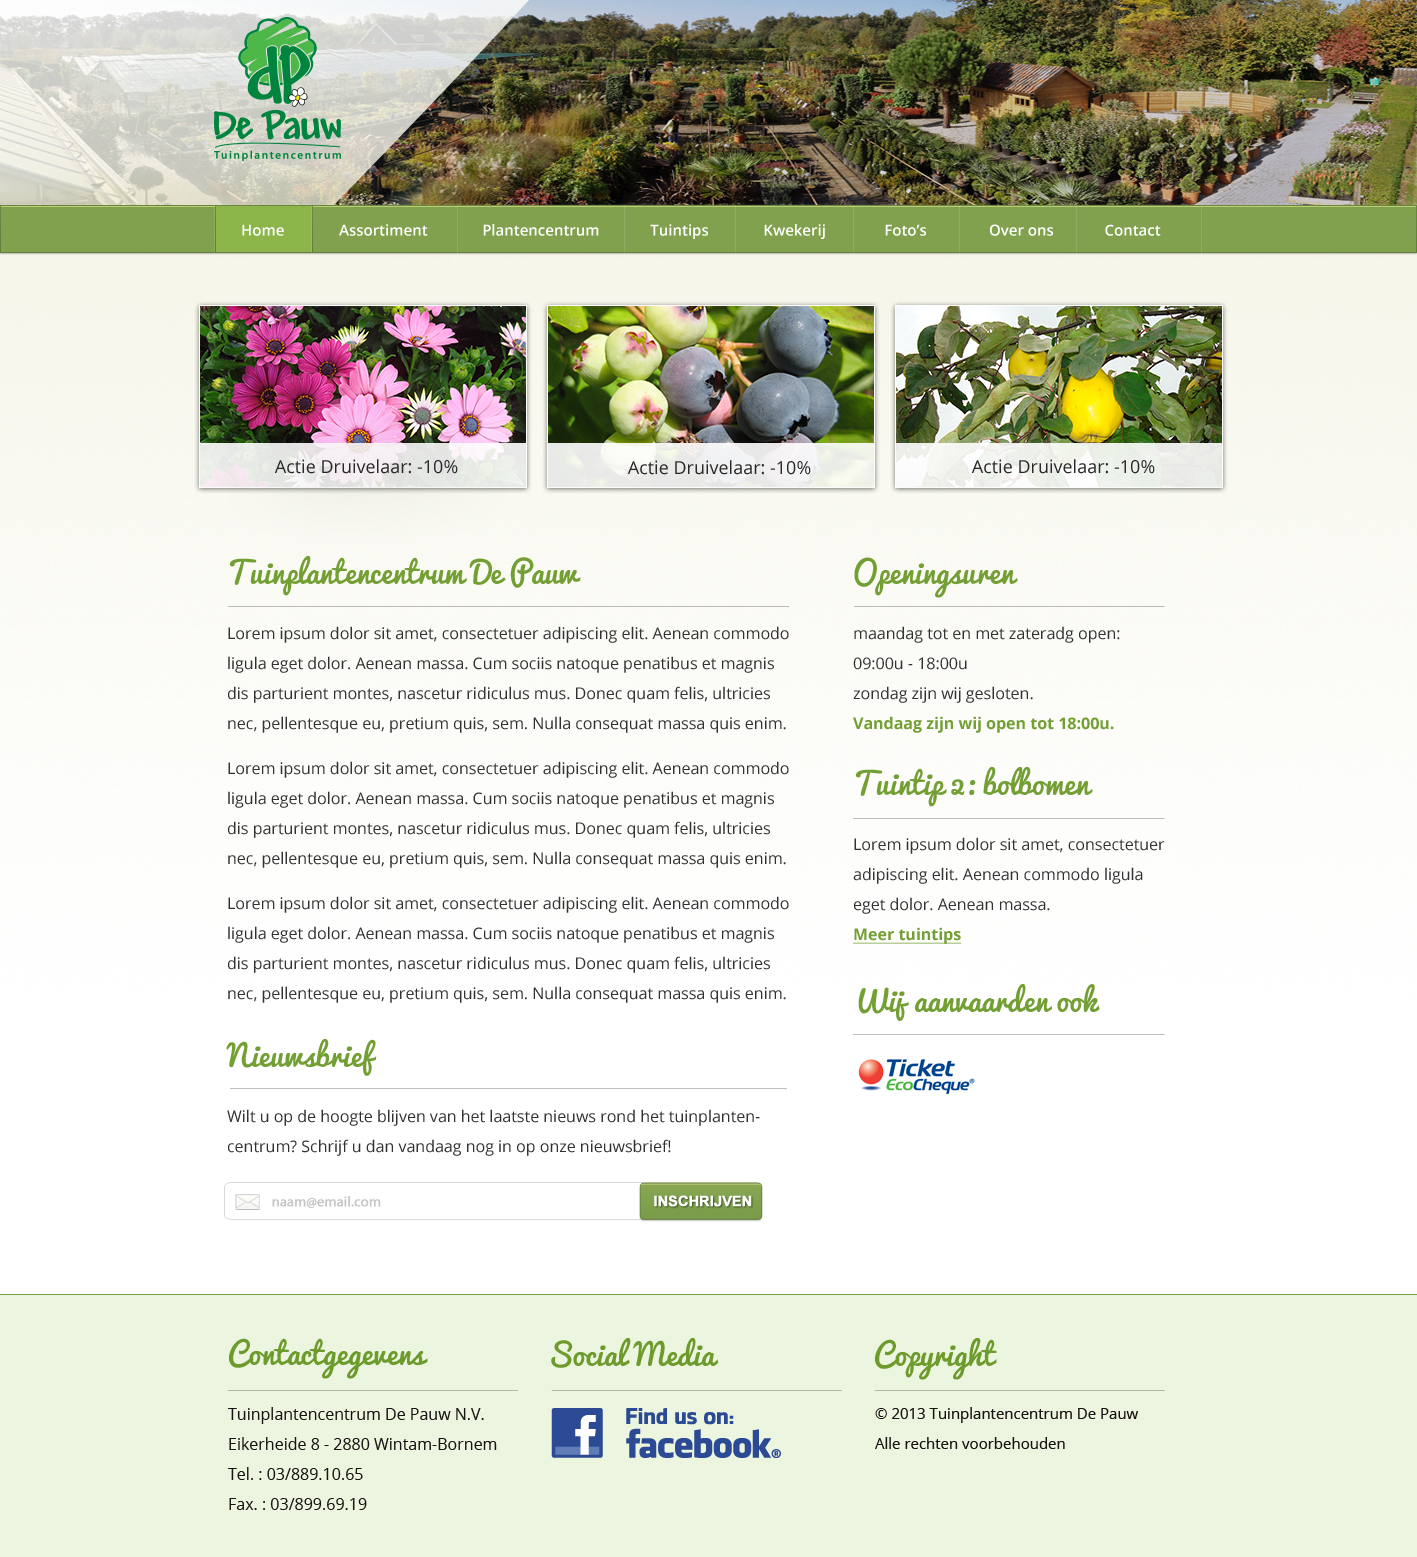 dP
De Pauw
Tuinplantencentrum
Home Assortiment Plantencentrum Tuintips Kwekerij Foto's Over ons Contact
Actie Druivelaar: -10%
Actie Druivelaar: -10%
Actie Druivelaar: -10%
Tuinplantencentrum De Pauw
Lorem ipsum dolor sit amet, consectetuer adipiscing elit. Aenean commodo
ligula eget dolor. Aenean massa. Cum sociis natoque penatibus et magnis
dis parturient montes, nascetur ridiculus mus. Donec quam felis, ultricies
nec, pellentesque eu, pretium quis, sem. Nulla consequat massa quis enim.
Lorem ipsum dolor sit amet, consectetuer adipiscing elit. Aenean commodo
ligula eget dolor. Aenean massa. Cum sociis natoque penatibus et magnis
dis parturient montes, nascetur ridiculus mus. Donec quam felis, ultricies
nec, pellentesque eu, pretium quis, sem. Nulla consequat massa quis enim.
Lorem ipsum dolor sit amet, consectetuer adipiscing elit. Aenean commodo
ligula eget dolor. Aenean massa. Cum sociis natoque penatibus et magnis
dis parturient montes, nascetur ridiculus mus. Donec quam felis, ultricies
nec, pellentesque eu, pretium quis, sem. Nulla consequat massa quis enim.
Nieuwsbrief
Wilt u op de hoogte blijven van het laatste nieuws rond het tuinplanten-
centrum? Schrijf u dan vandaag nog in op onze nieuwsbrief!
naam@email.com
INSCHRIJVEN
Openingsuren
maandag tot en met zateradg open:
09:00u - 18:00u
zondag zijn wij gesloten.
Vandaag zijn wij open tot 18:00u.
Tuintip 2: bolbomen
Lorem ipsum dolor sit amet, consectetuer
adipiscing elit. Aenean commodo ligula
eget dolor. Aenean massa.
Meer tuintips
Wij aanvaarden ook
Ticket
EcoCheque®
Contactgegevens
Tuinplantencentrum De Pauw N.V.
Eikerheide 8 - 2880 Wintam-Bornem
Tel. : 03/889.10.65
Fax. : 03/899.69.19
Social Media
f
Find us on:
facebook®
Copyright
© 2013 Tuinplantencentrum De Pauw
Alle rechten voorbehouden